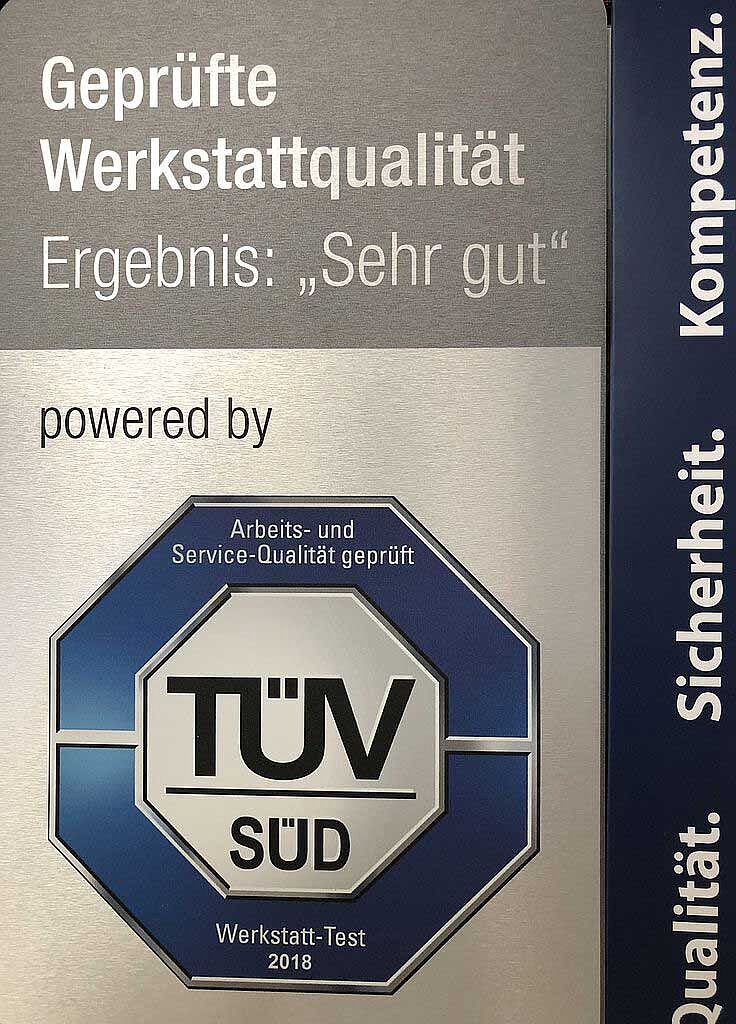 Geprüfte
Werkstattqualität
Ergebnis: „Sehr gut“
powered by
Arbeits- und
Service-Qualität geprüft
TÜV
SÜD
Werkstatt-Test
2018
Qualität. Sicherheit. Kompetenz.